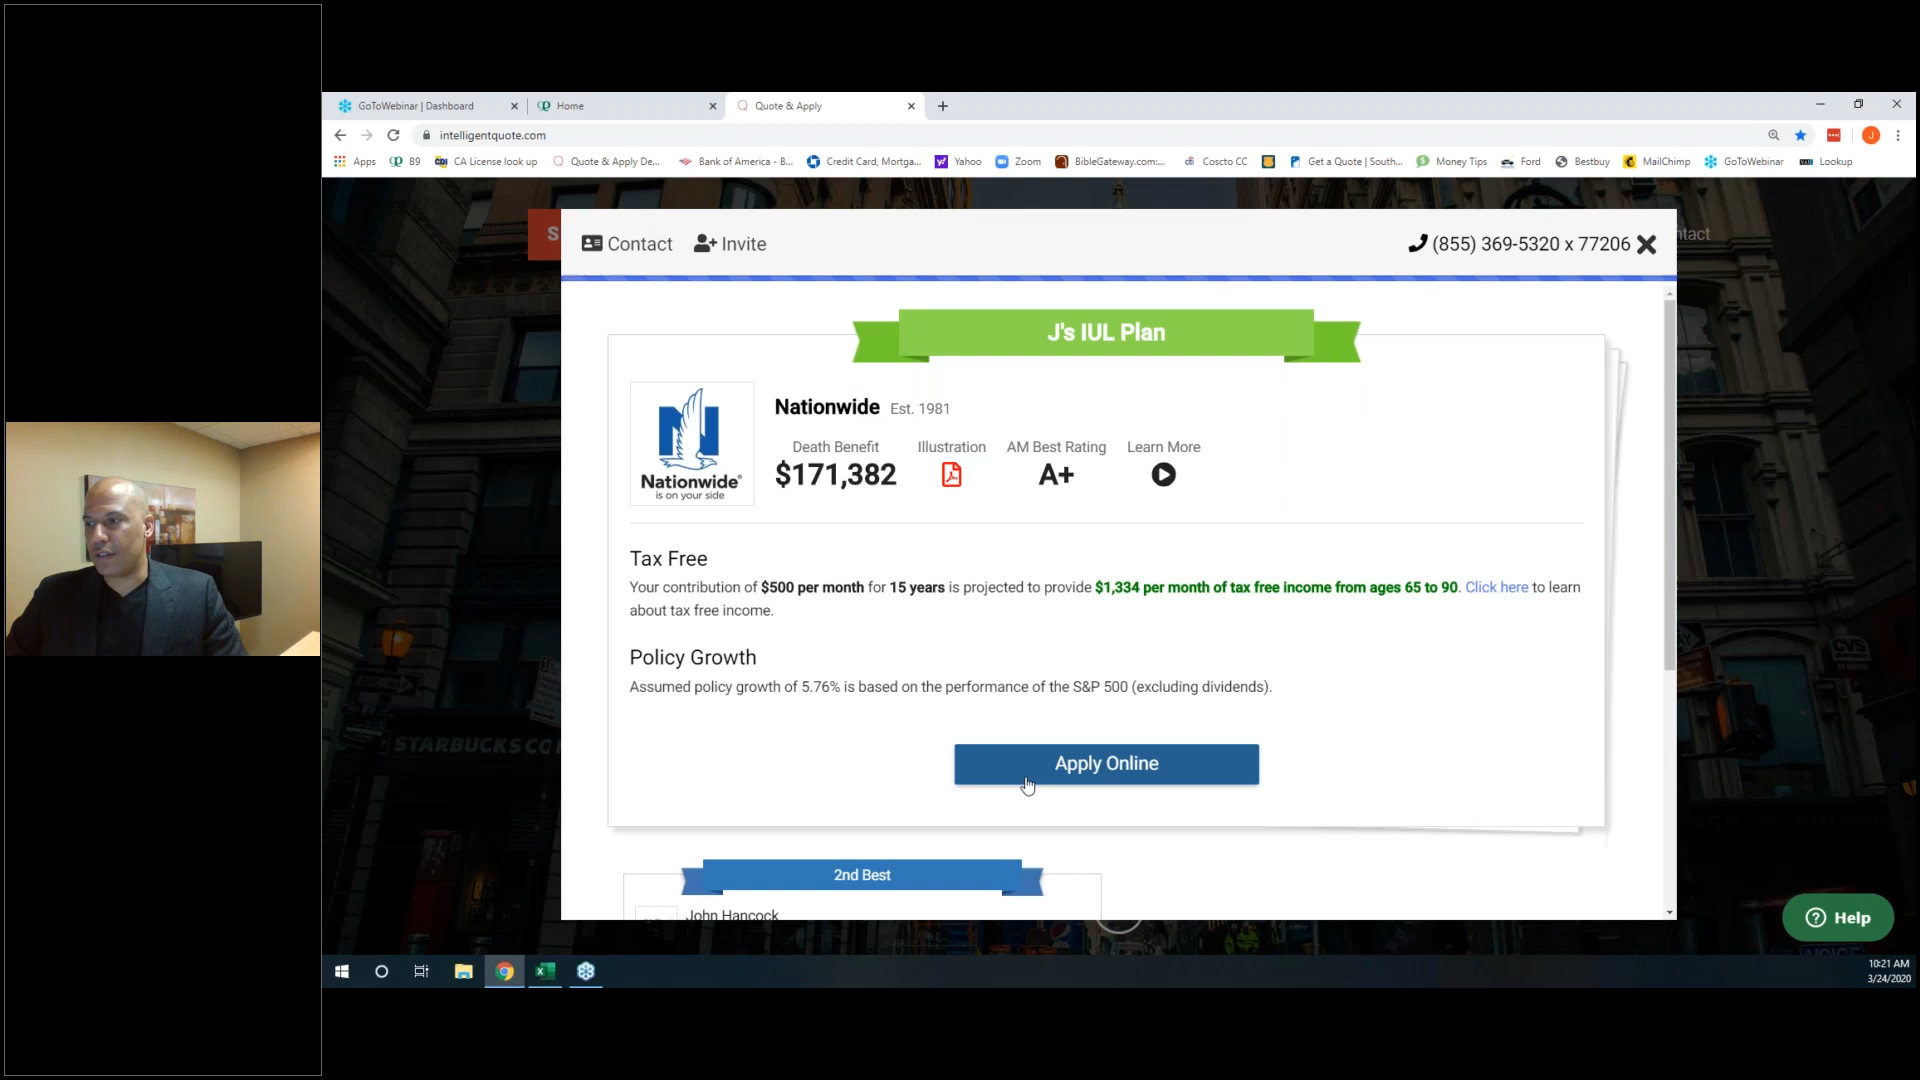 GoToWebinar | Dashboard
Home
Quote & Apply
intelligentquote.com
Apps
B9
CA License look up
Quote & Apply De...
Bank of America - B...
Credit Card, Mortga...
Yahoo
Zoom
BibleGateway.com:...
Coscto CC
Get a Quote | South...
Money Tips
Ford
Bestbuy
MailChimp
GoToWebinar
Lookup
S
Contact
Invite
(855) 369-5320 x 77206
ntact
J's IUL Plan
Nationwide Est. 1981
Death Benefit
Illustration
AM Best Rating
Learn More
$171,382
A+
Nationwide®
is on your side
Tax Free
Your contribution of $500 per month for 15 years is projected to provide $1,334 per month of tax free income from ages 65 to 90. Click here to learn
about tax free income.
Policy Growth
Assumed policy growth of 5.76% is based on the performance of the S&P 500 (excluding dividends).
CVS
STARBUCKS CO
Apply Online
2nd Best
John Hancock
Help
10:21 AM
3/24/2020